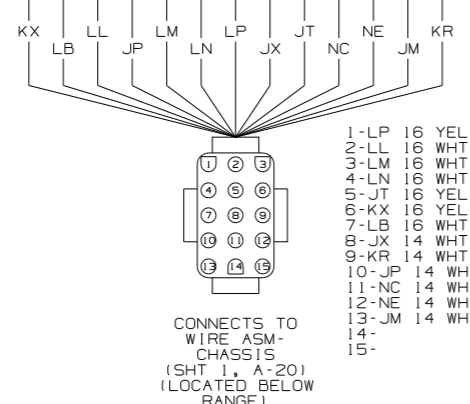 KX LL LM LP JT NE KR
LB JP LN JX NC JM
1-LP 16 YEL
2-LL 16 WHT
3-LM 16 WHT
4-LN 16 WHT
5-JT 16 YEL
6-KX 16 YEL
7-LB 16 WHT
8-JX 14 WHT
9-KR 14 WHT
10-JP 14 WH
11-NC 14 WH
12-NE 14 WH
13-JM 14 WH
14-
15-
1 2 3
4 5 6
7 8 9
10 11 12
13 14 15
CONNECTS TO
WIRE ASM-
CHASSIS
(SHT 1, A-20)
(LOCATED BELOW
RANGE)